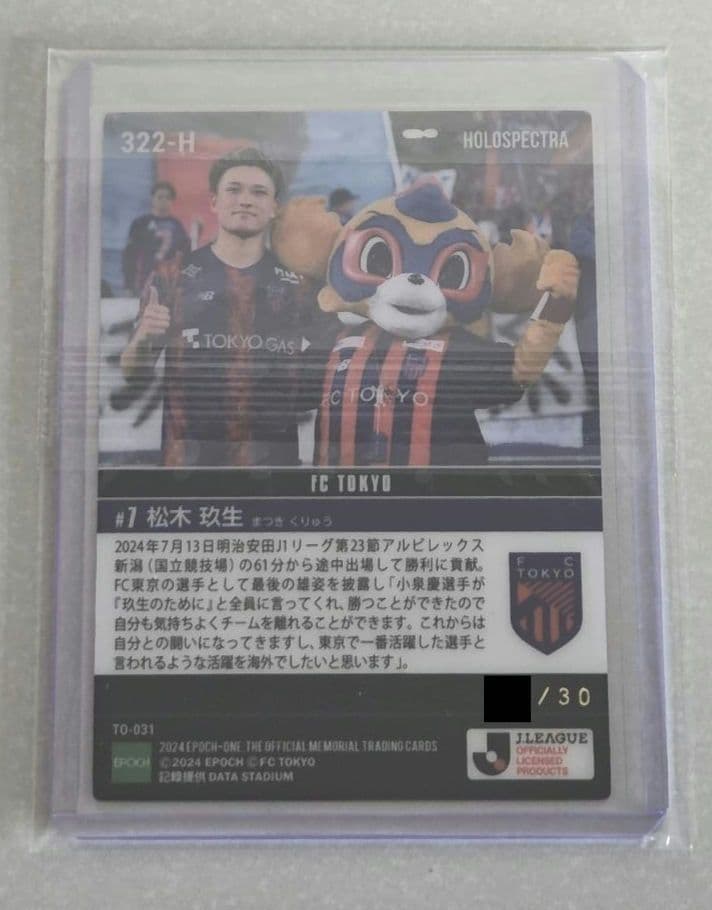 322-H
HOLOSPECTRA
TOKYO GAS
FC TOKYO
FC TOKYO
#7 松木 玖生 まつき くりゅう
2024年7月13日明治安田J1リーグ第23節アルビレックス
新潟（国立競技場）の61分から途中出場して勝利に貢献。
FC東京の選手として最後の雄姿を披露し「小泉慶選手が
『玖生のために』と全員に言ってくれ、勝つことができたので
自分も気持ちよくチームを離れることができます。これからは
自分との闘いになってきますし、東京で一番活躍した選手と
言われるような活躍を海外でしたいと思います」。
F C
TOKYO
/30
TO-031
EPOCH
2024 EPOCH-ONE THE OFFICIAL MEMORIAL TRADING CARDS
©2024 EPOCH ©FC TOKYO
記録提供 DATA STADIUM
J.LEAGUE
OFFICIALLY
LICENSED
PRODUCTS